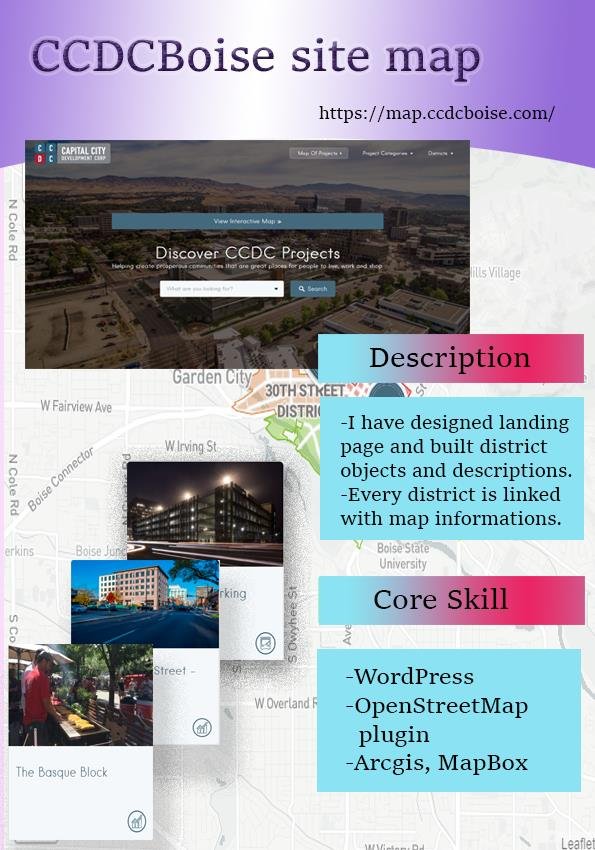 CCDCBoise site map
https://map.ccdcboise.com/
CC
DC
CAPITAL CITY
DEVELOPMENT CORP
Map Of Projects
Project Categories
Districts
View Interactive Map »
Discover CCDC Projects
Helping create prosperous communities that are great places for people to live, work and shop
What are you looking for?
Search
N Cole Rd
Hills Village
Description
Garden City
30TH STREET
DISTRIC
W Fairview Ave
-I have designed landing
page and built district
objects and descriptions.
-Every district is linked
with map informations.
W Irving St
Boise Connector
N Cole Rd
Rd
erkins
Boise Junc
Boise State
University
Core Skill
rking
S Owyhee St
Ave
S Co
Street -
St
-WordPress
-OpenStreetMap
plugin
-Arcgis, MapBox
W Overland R
The Basque Block
W Victory Rd